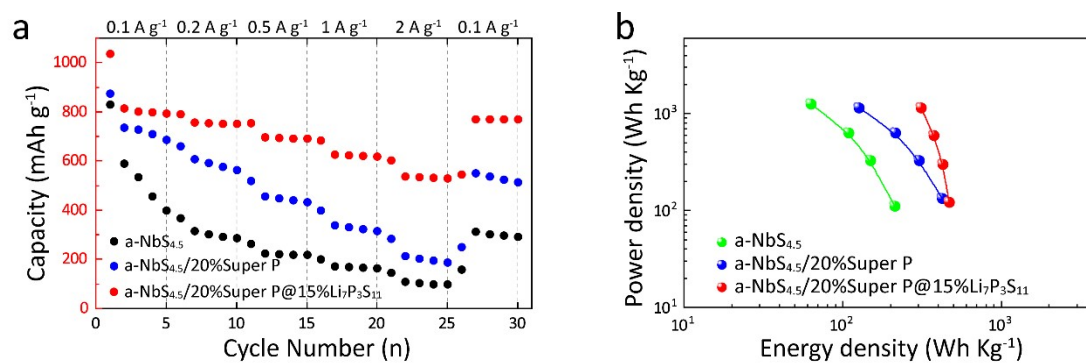 a
0.1 A g⁻¹ 0.2 A g⁻¹ 0.5 A g⁻¹ 1 A g⁻¹ 2 A g⁻¹ 0.1 A g⁻¹
Capacity (mAh g⁻¹)
1000
800
600
400
200
0
a-NbS₄.₅
a-NbS₄.₅/20%Super P
a-NbS₄.₅/20%Super P@15%Li₇P₃S₁₁
0 5 10 15 20 25 30
Cycle Number (n)
b
Power density (Wh Kg⁻¹)
10³
10²
10¹
a-NbS₄.₅
a-NbS₄.₅/20%Super P
a-NbS₄.₅/20%Super P@15%Li₇P₃S₁₁
10¹ 10² 10³
Energy density (Wh Kg⁻¹)